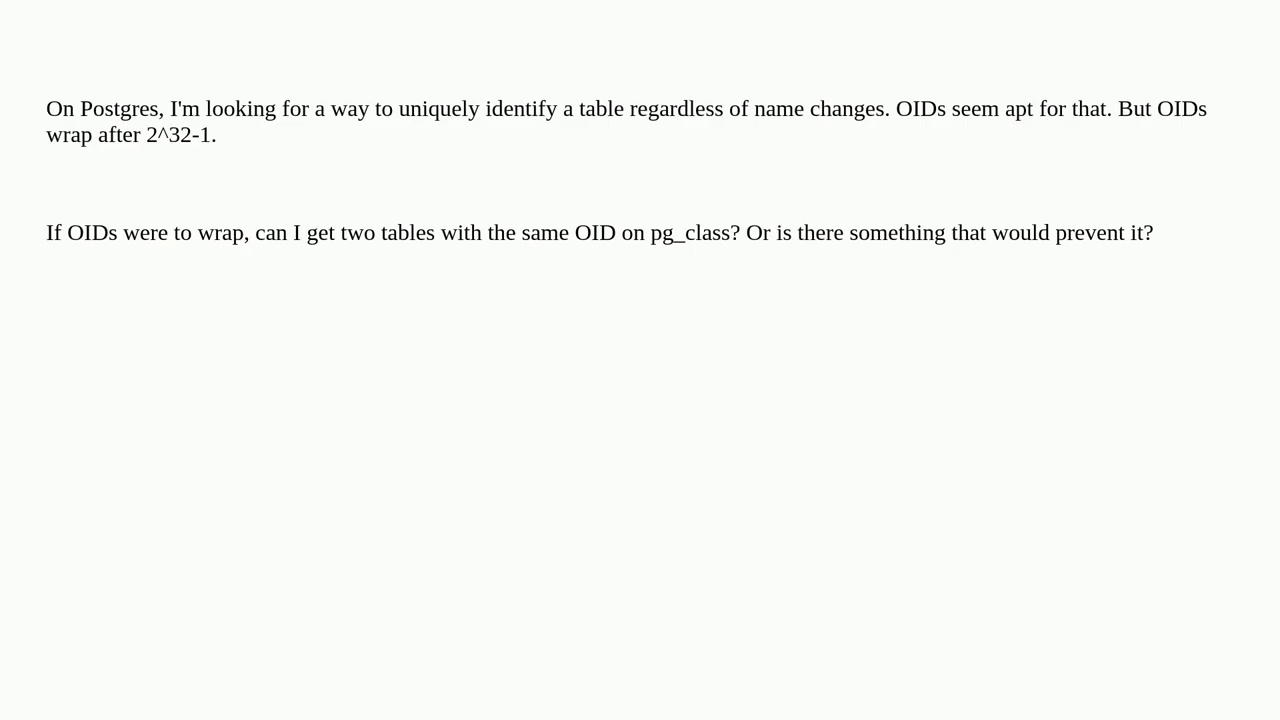 On Postgres, I'm looking for a way to uniquely identify a table regardless of name changes. OIDs seem apt for that. But OIDs
wrap after 2^32-1.
If OIDs were to wrap, can I get two tables with the same OID on pg_class? Or is there something that would prevent it?